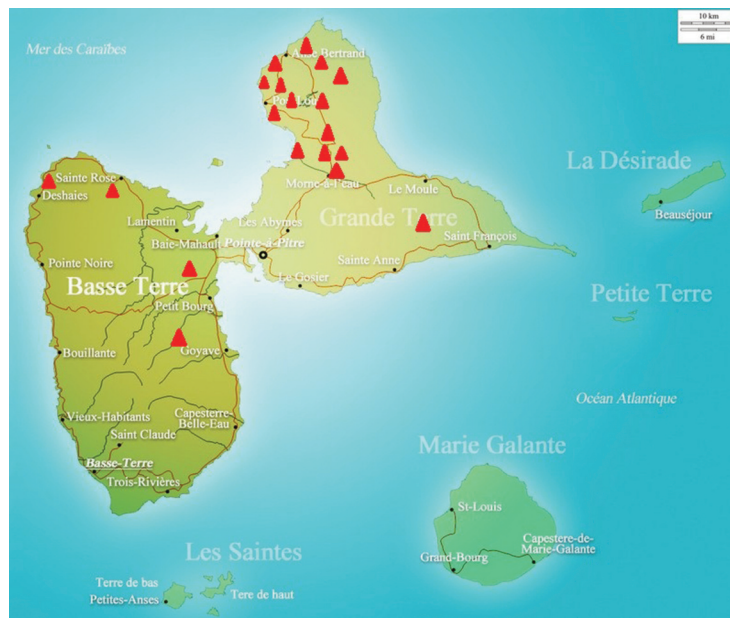 10 km
6 mi
Mer des Caraïbes
Anse Bertrand
Port Louis
La Désirade
Sainte Rose
Deshaies
Morne-à-l'eau
Le Moule
Beauséjour
Grande Terre
Lamentin
Les Abymes
Baie-Mahault
Pointe-à-Pitre
Saint François
Pointe Noire
Sainte Anne
Basse Terre
Le Gosier
Petite Terre
Petit Bourg
Bouillante
Goyave
Océan Atlantique
Vieux-Habitants
Capesterre-
Belle-Eau
Saint Claude
Marie Galante
Basse-Terre
Trois-Rivières
St-Louis
Capestere-de-
Marie-Galante
Grand-Bourg
Les Saintes
Terre de bas
Petites-Anses
Tere de haut